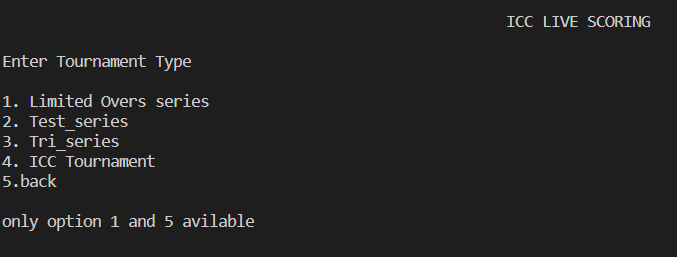 ICC LIVE SCORING
Enter Tournament Type
1. Limited Overs series
2. Test_series
3. Tri_series
4. ICC Tournament
5.back
only option 1 and 5 avilable